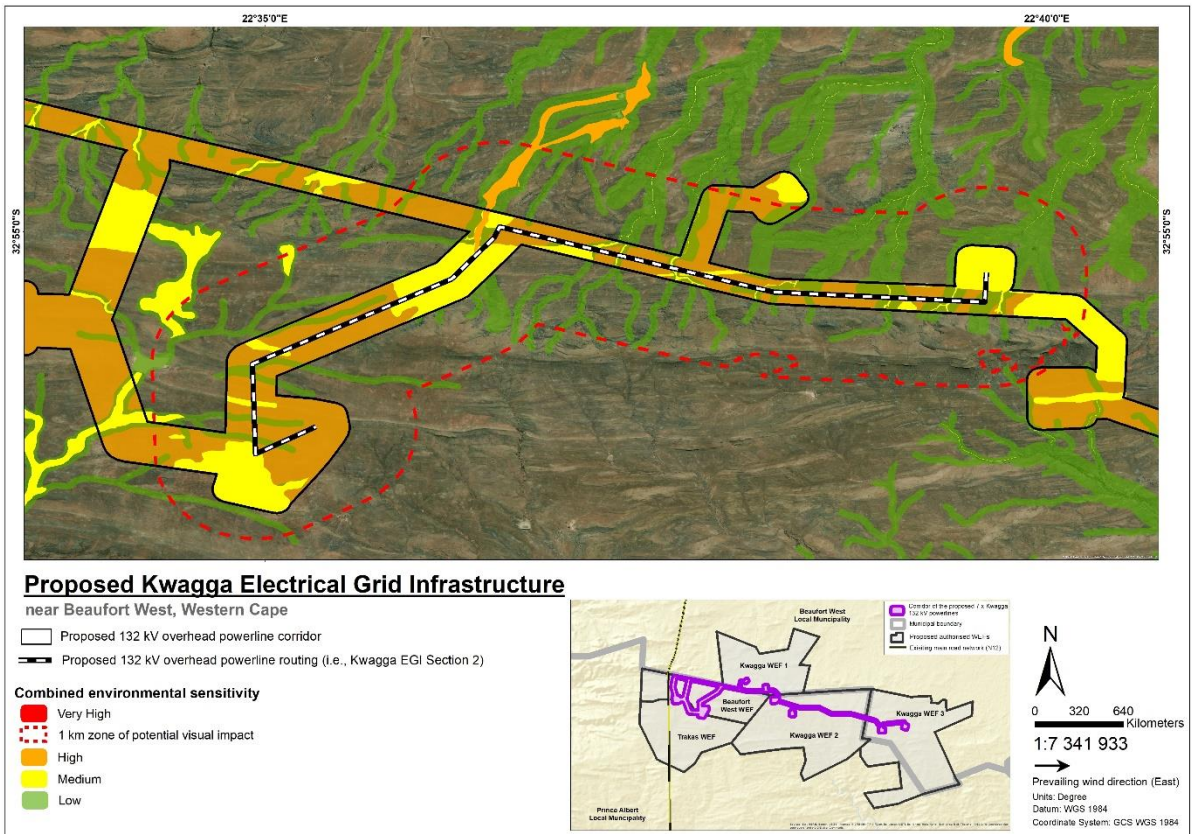 22°35'0"E
22°40'0"E
32°55'0"S
32°55'0"S
Proposed Kwagga Electrical Grid Infrastructure
near Beaufort West, Western Cape
Proposed 132 kV overhead powerline corridor
Proposed 132 kV overhead powerline routing (i.e., Kwagga EGI Section 2)
Combined environmental sensitivity
Very High
1 km zone of potential visual impact
High
Medium
Low
Beaufort West
Local Municipality
Corridor of the proposed 7 x Kwagga
132 kV powerlines
Municipal boundary
Proposed authorised WEFs
Existing main road network (N12)
Kwagga WEF 1
Beaufort
West WEF
Kwagga WEF 3
Trakas WEF
Kwagga WEF 2
Prince Albert
Local Municipality
N
0 320 640
Kilometers
1:7 341 933
Prevailing wind direction (East)
Units: Degree
Datum: WGS 1984
Coordinate System: GCS WGS 1984